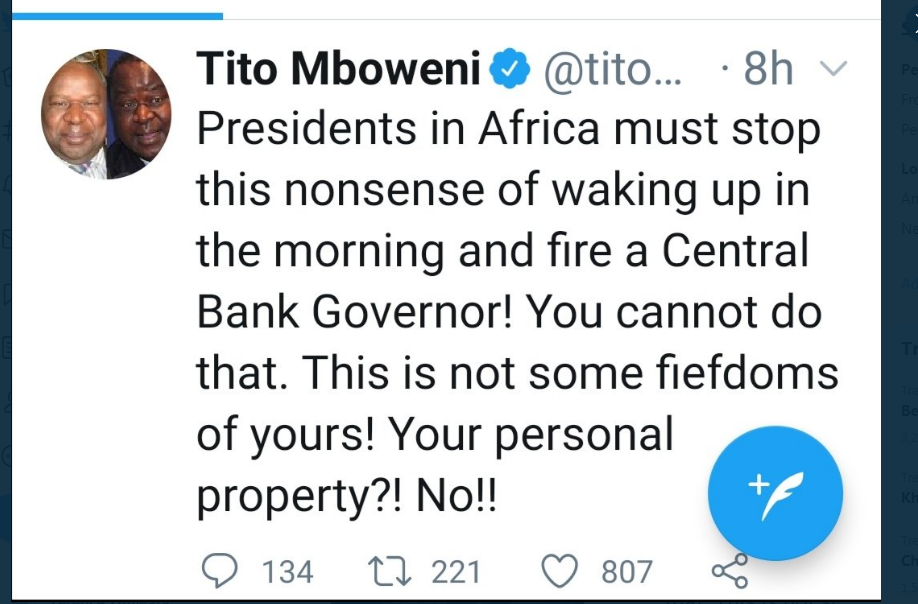 Tito Mboweni @tito... · 8h
Presidents in Africa must stop
this nonsense of waking up in
the morning and fire a Central
Bank Governor! You cannot do
that. This is not some fiefdoms
of yours! Your personal
property?! No!!
134 221 807